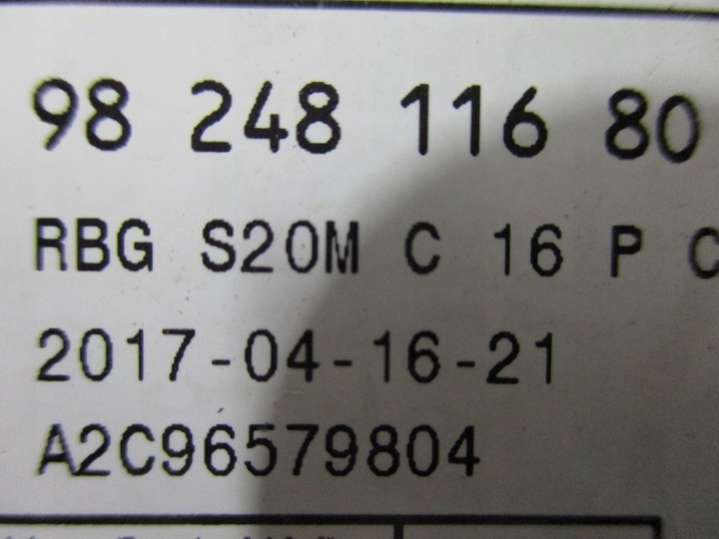 98 248 116 80
RBG S20M C 16 P C
2017-04-16-21
A2C96579804